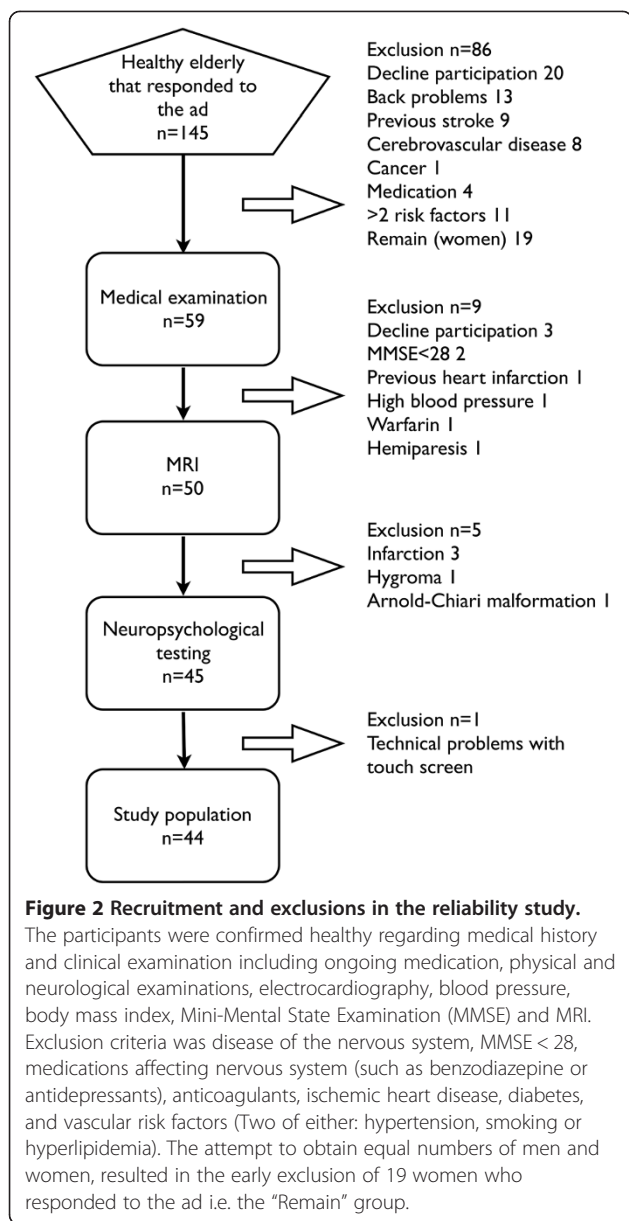 Healthy elderly
that responded to
the ad
n=145
Exclusion n=86
Decline participation 20
Back problems 13
Previous stroke 9
Cerebrovascular disease 8
Cancer 1
Medication 4
>2 risk factors 11
Remain (women) 19
Medical examination
n=59
Exclusion n=9
Decline participation 3
MMSE<28 2
Previous heart infarction 1
High blood pressure 1
Warfarin 1
Hemiparesis 1
MRI
n=50
Exclusion n=5
Infarction 3
Hygroma 1
Arnold-Chiari malformation 1
Neuropsychological
testing
n=45
Exclusion n=1
Technical problems with
touch screen
Study population
n=44
Figure 2 Recruitment and exclusions in the reliability study.
The participants were confirmed healthy regarding medical history
and clinical examination including ongoing medication, physical and
neurological examinations, electrocardiography, blood pressure,
body mass index, Mini-Mental State Examination (MMSE) and MRI.
Exclusion criteria was disease of the nervous system, MMSE < 28,
medications affecting nervous system (such as benzodiazepine or
antidepressants), anticoagulants, ischemic heart disease, diabetes,
and vascular risk factors (Two of either: hypertension, smoking or
hyperlipidemia). The attempt to obtain equal numbers of men and
women, resulted in the early exclusion of 19 women who
responded to the ad i.e. the “Remain” group.